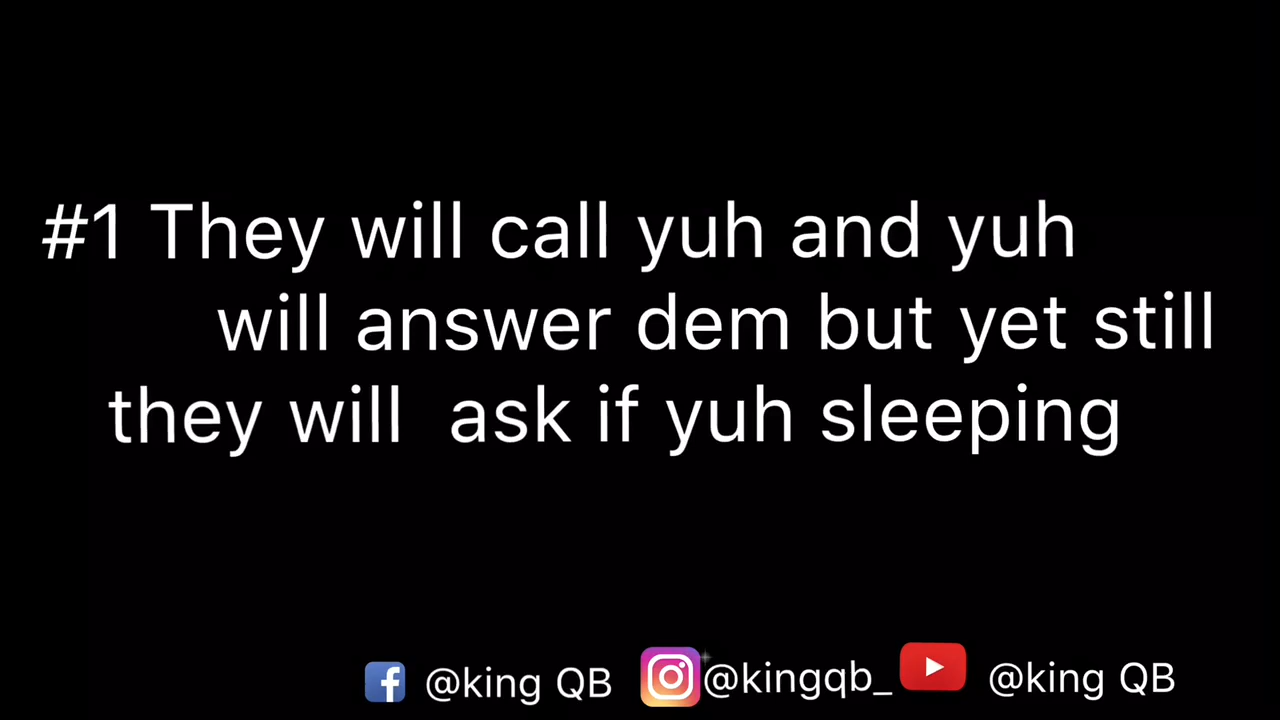 #1 They will call yuh and yuh
will answer dem but yet still
they will ask if yuh sleeping
@king QB @kingqb_ @king QB